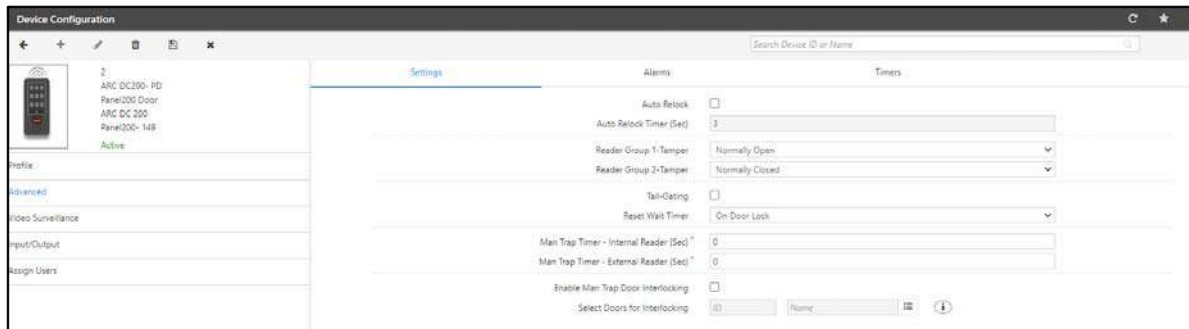 Device Configuration
Search Device ID or Name
2
ARC DC200- PD
Panel200 Door
ARC DC 200
Panel200- 149
Active
Profile
Advanced
Video Surveillance
Input/Output
Assign Users
Settings Alarms Timers
Auto Relock
Auto Relock Timer (Sec) 3
Reader Group 1-Tamper Normally Open
Reader Group 2-Tamper Normally Closed
Tail-Gating
Reset Wait Timer On Door Lock
Man Trap Timer - Internal Reader (Sec) * 0
Man Trap Timer - External Reader (Sec) * 0
Enable Man Trap Door Interlocking
Select Doors for Interlocking ID Name